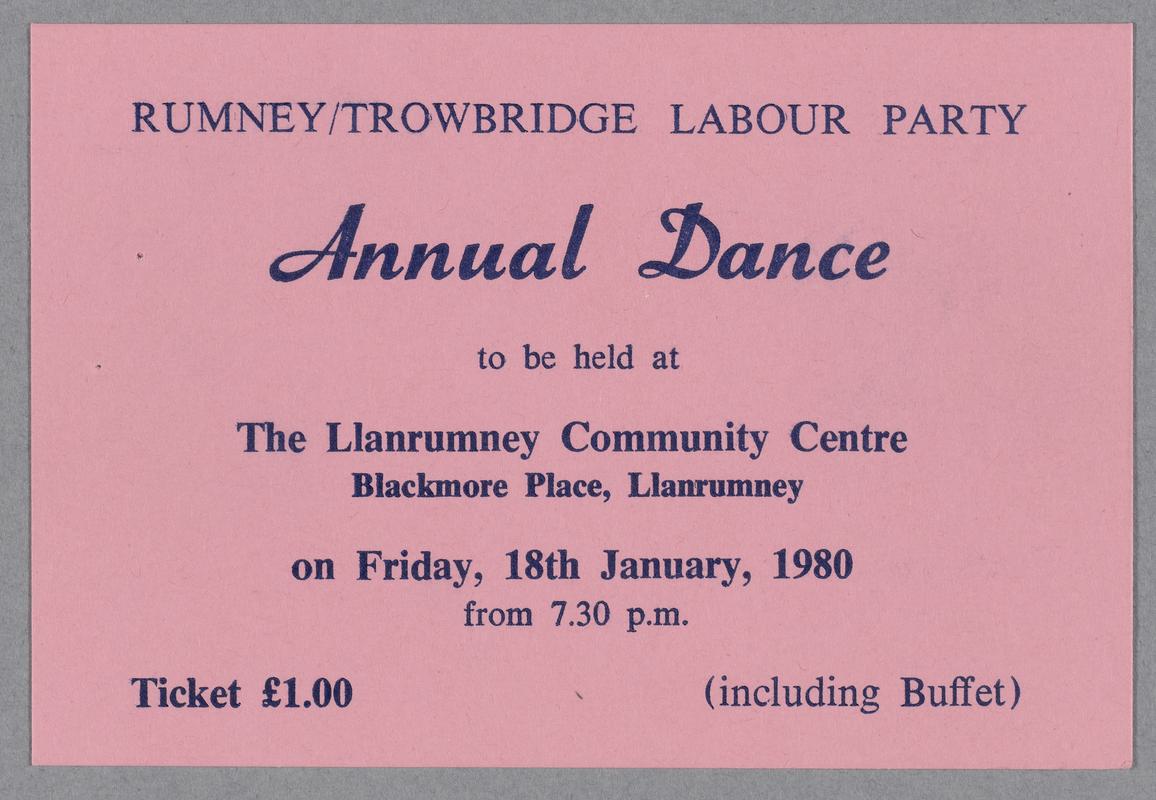 RUMNEY/TROWBRIDGE LABOUR PARTY
Annual Dance
to be held at
The Llanrumney Community Centre
Blackmore Place, Llanrumney
on Friday, 18th January, 1980
from 7.30 p.m.
Ticket £1.00 (including Buffet)